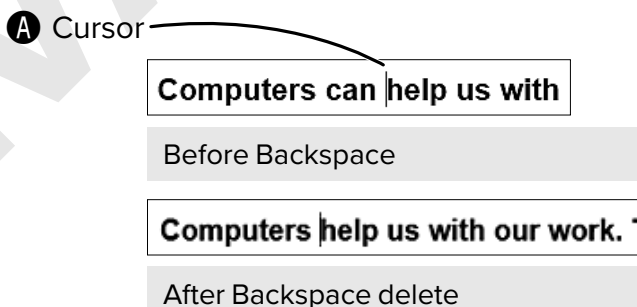 A Cursor
Computers can help us with
Before Backspace
Computers help us with our work.
After Backspace delete